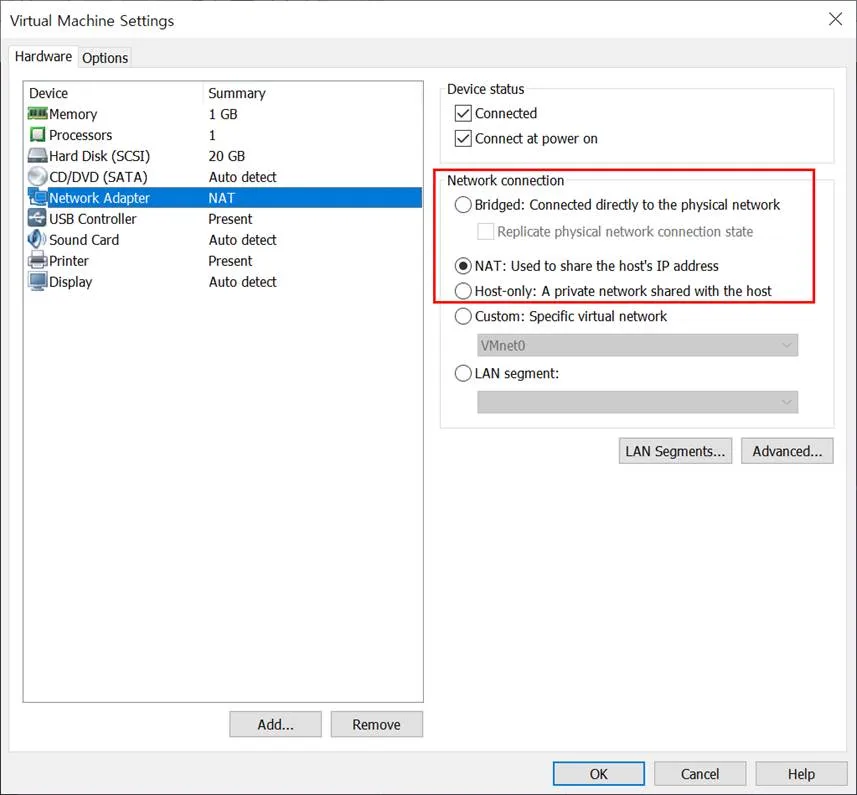 Virtual Machine Settings
Hardware Options
Device Summary
Memory 1 GB
Processors 1
Hard Disk (SCSI) 20 GB
CD/DVD (SATA) Auto detect
Network Adapter NAT
USB Controller Present
Sound Card Auto detect
Printer Present
Display Auto detect
Add... Remove
Device status
Connected
Connect at power on
Network connection
Bridged: Connected directly to the physical network
Replicate physical network connection state
NAT: Used to share the host's IP address
Host-only: A private network shared with the host
Custom: Specific virtual network
VMnet0
LAN segment:
LAN Segments... Advanced...
OK Cancel Help